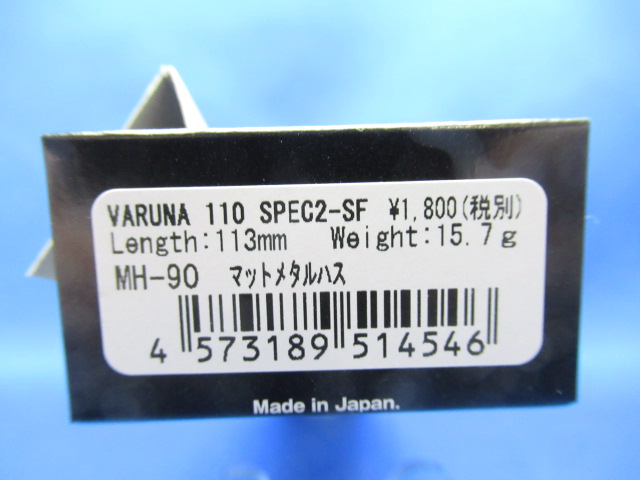 VARUNA 110 SPEC2-SF ¥1,800(税別)
Length:113mm Weight:15.7g
MH-90 マットメタルハス
4 573189 514546
Made in Japan.